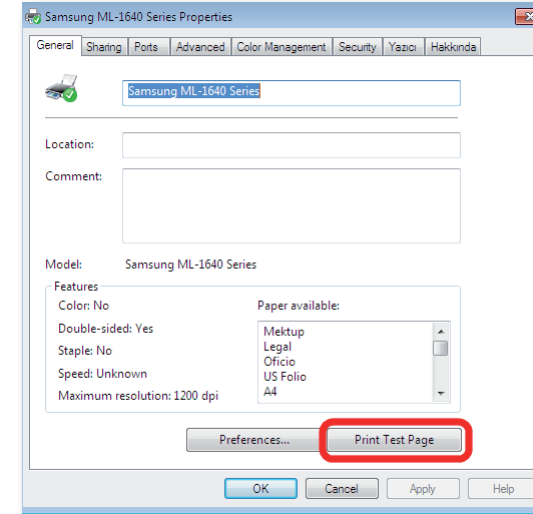 Samsung ML-1640 Series Properties
General Sharing Ports Advanced Color Management Security Yazıcı Hakkında
Samsung ML-1640 Series
Location:
Comment:
Model: Samsung ML-1640 Series
Features
Color: No
Double-sided: Yes
Staple: No
Speed: Unknown
Maximum resolution: 1200 dpi
Paper available:
Mektup
Legal
Oficio
US Folio
A4
Preferences... Print Test Page
OK Cancel Apply Help